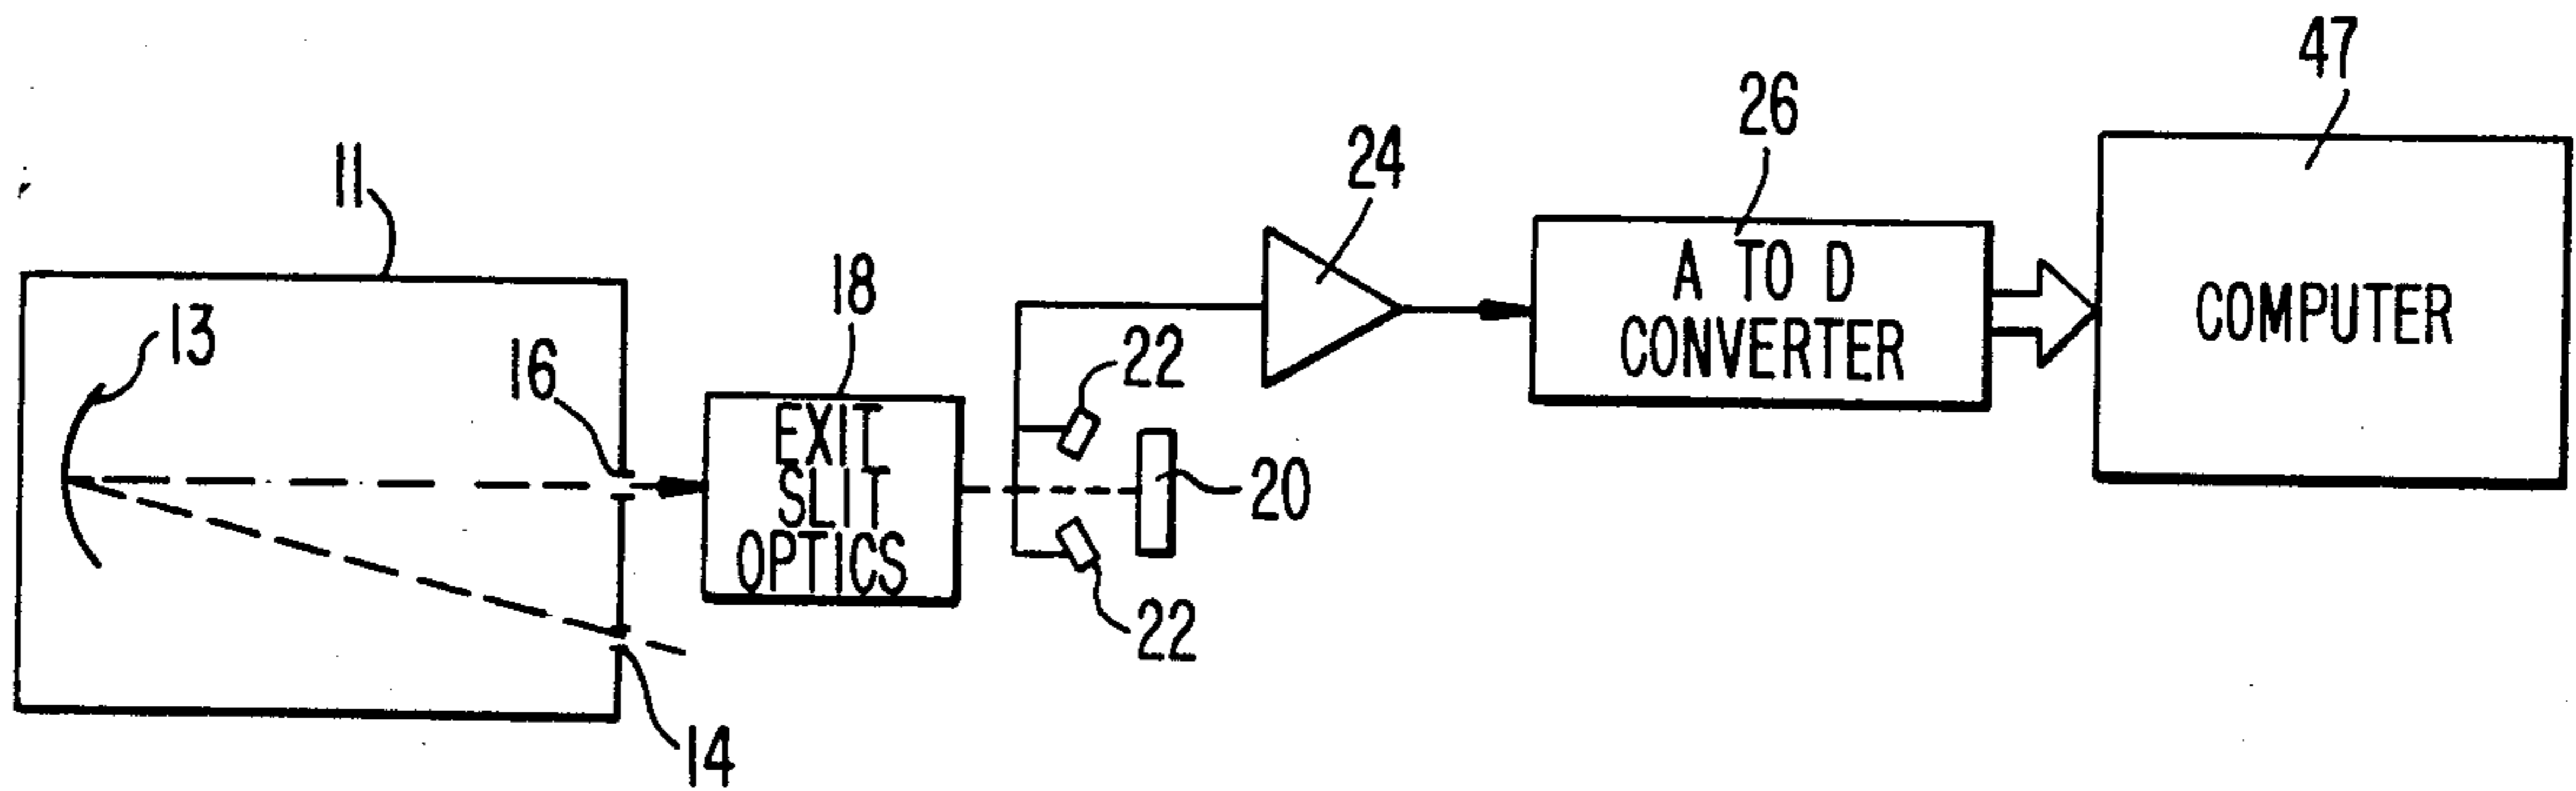 47
26
24
11
A TO D
CONVERTER
COMPUTER
18
13
22
16
EXIT
SLIT
OPTICS
20
22
14